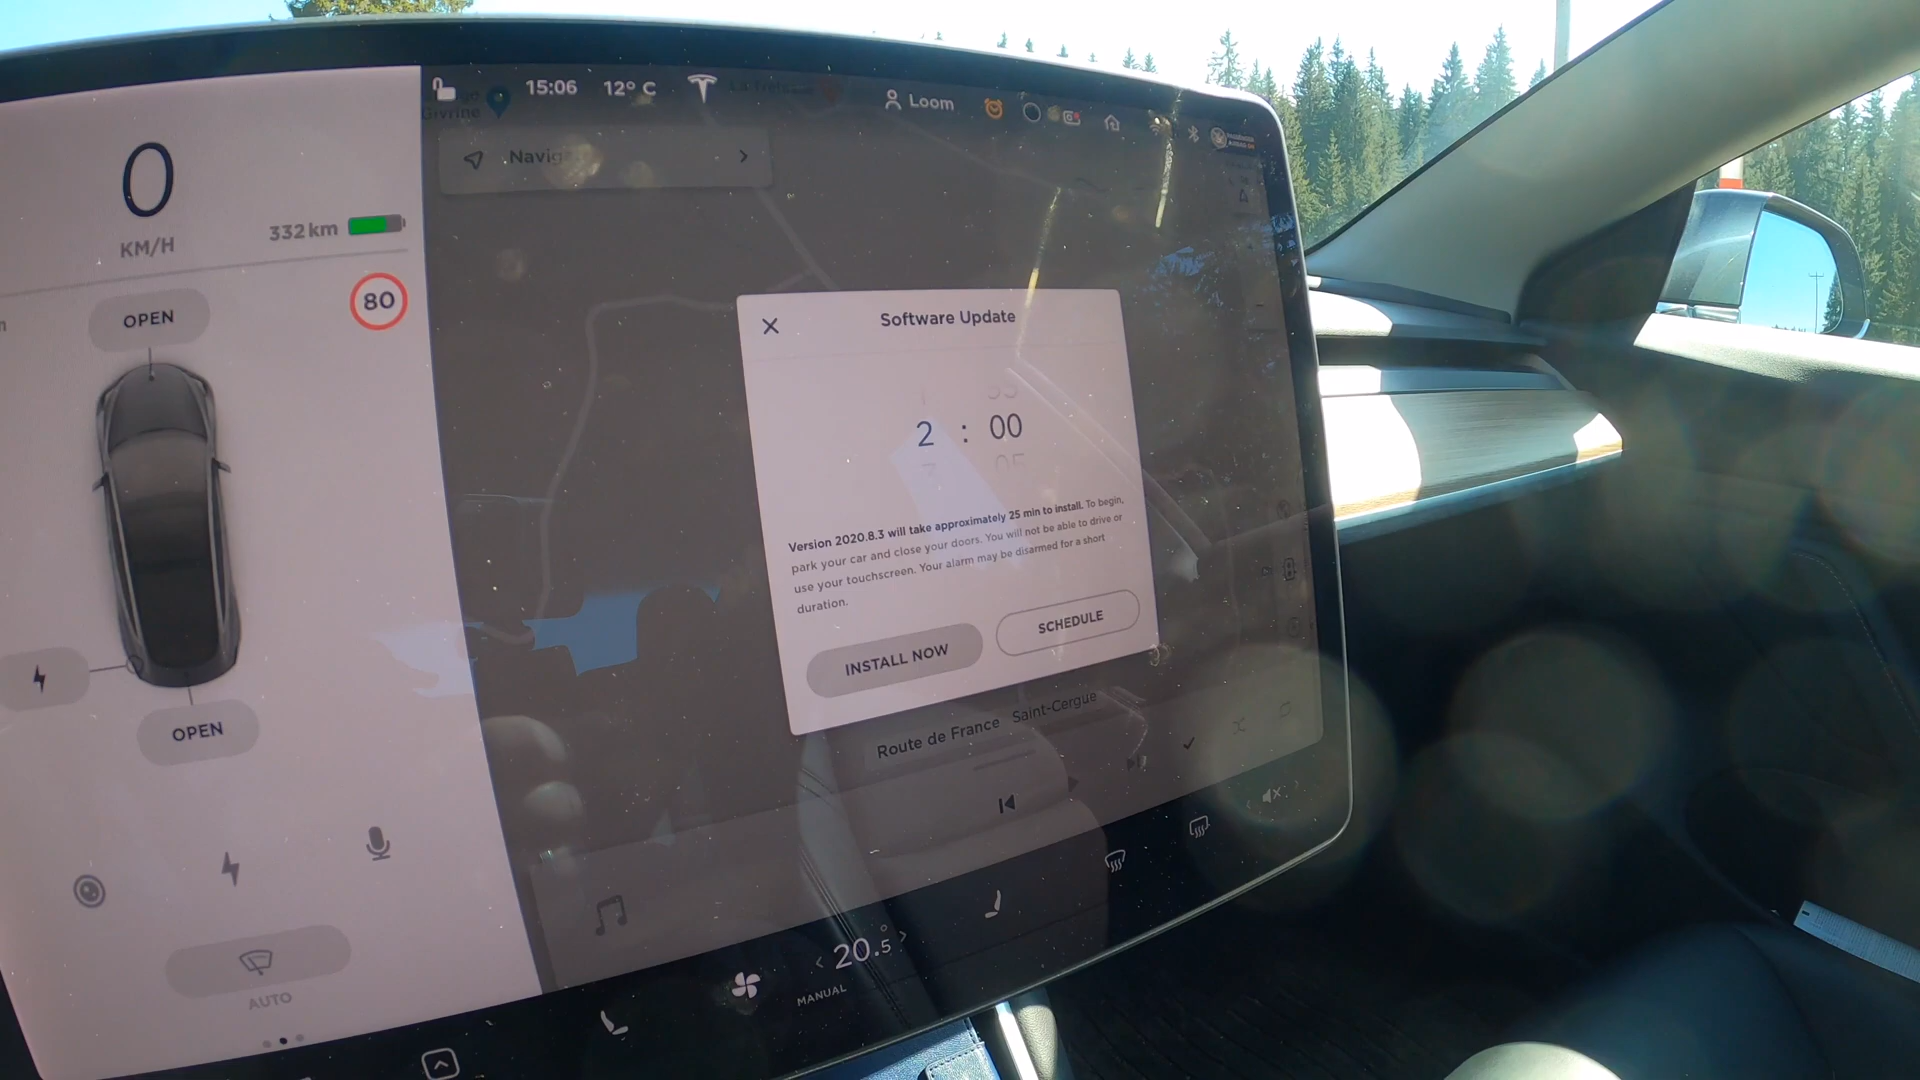 15:06 12° C Loom
Givrine
Navig
0
KM/H
332 km
80
OPEN
OPEN
Software Update
2 : 00
Version 2020.8.3 will take approximately 25 min to install. To begin,
park your car and close your doors. You will not be able to drive or
use your touchscreen. Your alarm may be disarmed for a short
duration.
INSTALL NOW
SCHEDULE
Route de France Saint-Cergue
AUTO
20.5°
MANUAL